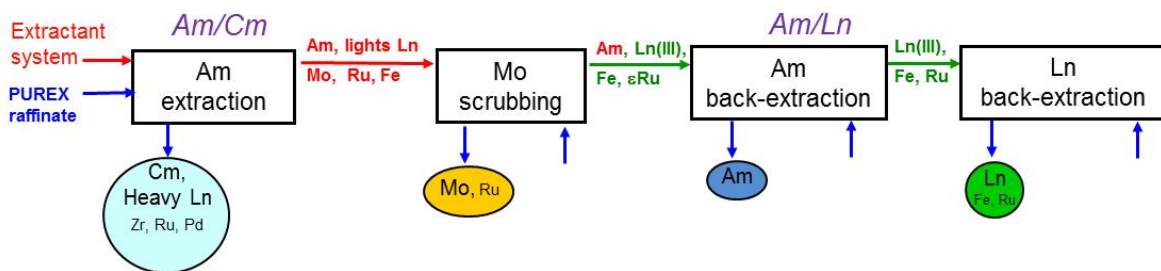 Extractant
system
PUREX
raffinate
Am/Cm
Am
extraction
Cm,
Heavy Ln
Zr, Ru, Pd
Am, lights Ln
Mo, Ru, Fe
Mo
scrubbing
Mo, Ru
Am, Ln(III),
Fe, εRu
Am/Ln
Am
back-extraction
Am
Ln(III),
Fe, Ru
Ln
back-extraction
Ln
Fe, Ru